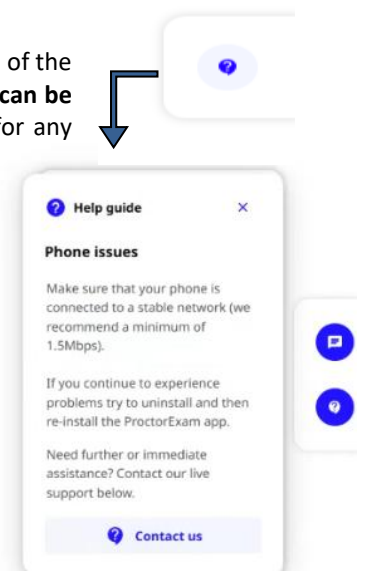 of the
can be
for any
Help guide
Phone issues
Make sure that your phone is
connected to a stable network (we
recommend a minimum of
1.5Mbps).
If you continue to experience
problems try to uninstall and then
re-install the ProctorExam app.
Need further or immediate
assistance? Contact our live
support below.
Contact us